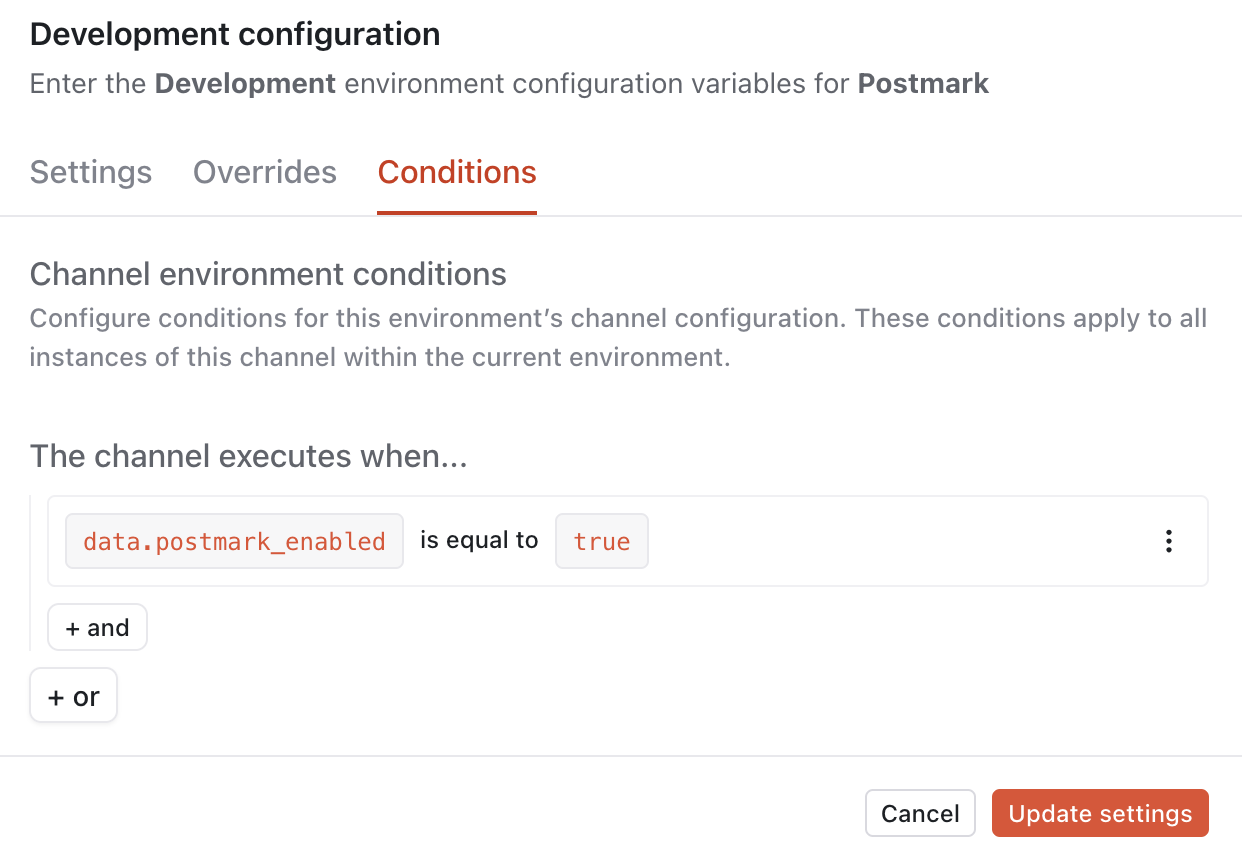 Development configuration
Enter the Development environment configuration variables for Postmark
Settings Overrides Conditions
Channel environment conditions
Configure conditions for this environment’s channel configuration. These conditions apply to all
instances of this channel within the current environment.
The channel executes when...
data.postmark_enabled is equal to true
+ and
+ or
Cancel Update settings